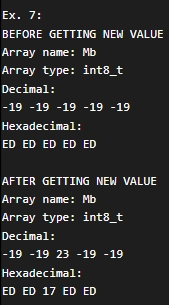 Ex. 7:
BEFORE GETTING NEW VALUE
Array name: Mb
Array type: int8_t
Decimal:
-19 -19 -19 -19 -19
Hexadecimal:
ED ED ED ED ED

AFTER GETTING NEW VALUE
Array name: Mb
Array type: int8_t
Decimal:
-19 -19 23 -19 -19
Hexadecimal:
ED ED 17 ED ED